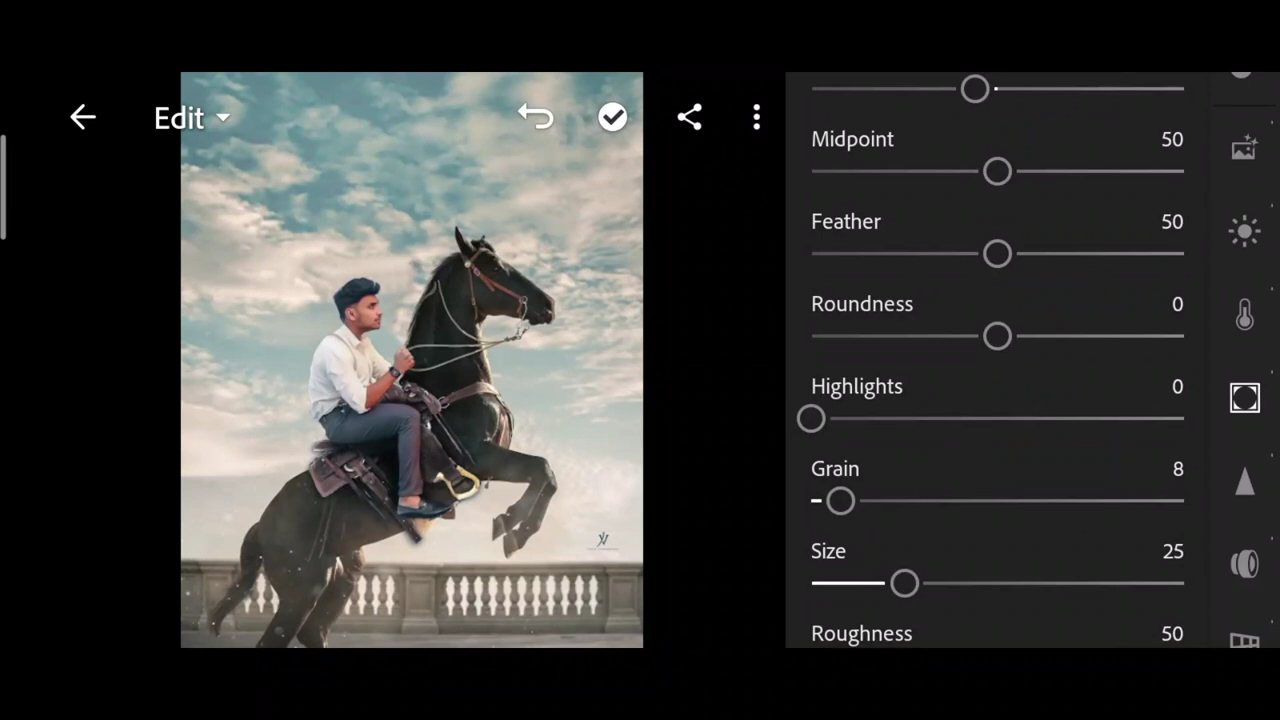 Edit
Midpoint 50
Feather 50
Roundness 0
Highlights 0
Grain 8
Size 25
Roughness 50